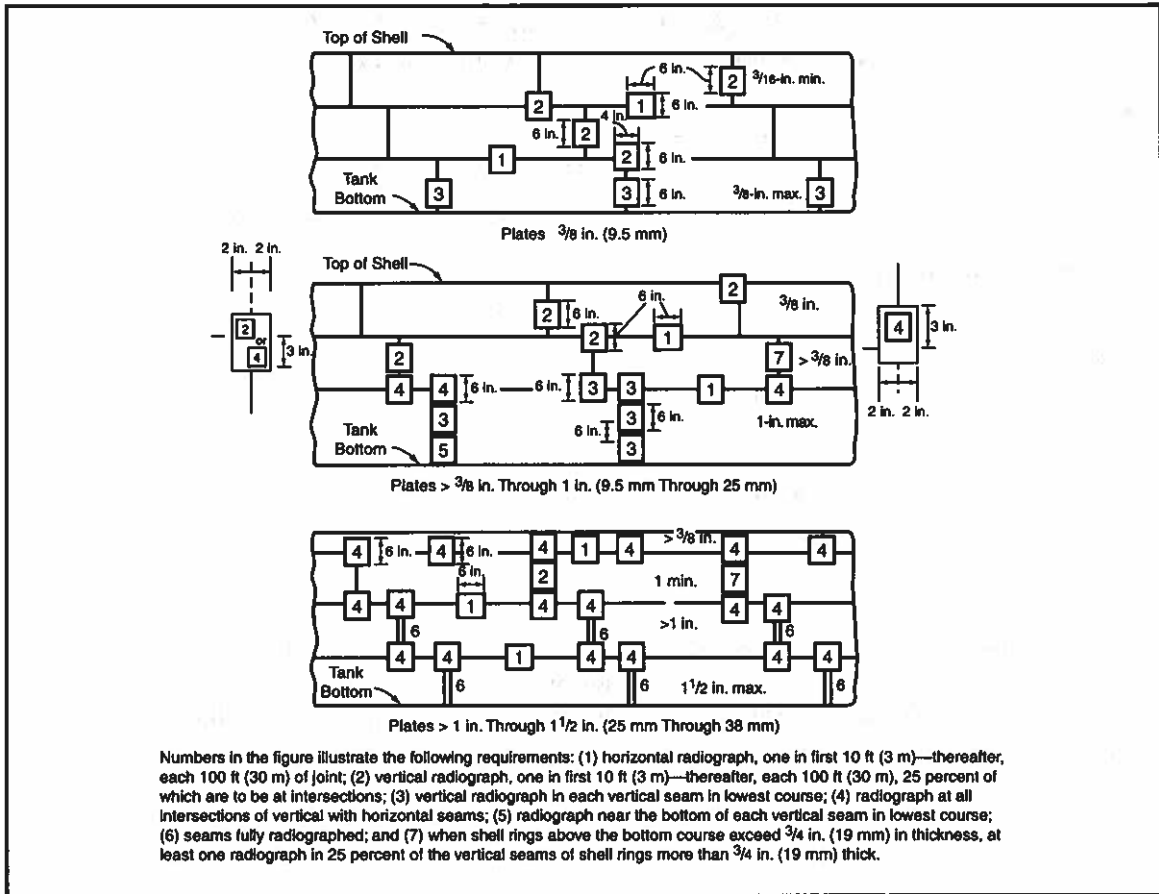 Top of Shell
6 in.
2
3/16-in. min.
2
1
6 in.
4 in.
6 in.
2
1
2
6 in.
Tank
Bottom
3
3
6 in.
3/8-in. max.
3
Plates 3/8 in. (9.5 mm)
2 in. 2 in.
Top of Shell
2
or
4
3 in.
2
6 in.
6 in.
2
3/8 in.
2
1
4
3 in.
2
7
> 3/8 in.
4
4
6 in.
6 in.
3
3
1
4
2 in. 2 in.
3
3
6 in.
1-in. max.
Tank
Bottom
5
6 in.
3
Plates > 3/8 in. Through 1 in. (9.5 mm Through 25 mm)
4
6 in.
4
6 in.
4
1
4
> 3/8 in.
4
4
6 in.
2
1 min.
7
4
4
1
4
4
4
4
6
6
>1 in.
6
4
4
1
4
4
4
4
Tank
Bottom
6
6
1 1/2 in. max.
6
Plates > 1 in. Through 1 1/2 in. (25 mm Through 38 mm)
Numbers in the figure illustrate the following requirements: (1) horizontal radiograph, one in first 10 ft (3 m)—thereafter,
each 100 ft (30 m) of joint; (2) vertical radiograph, one in first 10 ft (3 m)—thereafter, each 100 ft (30 m), 25 percent of
which are to be at intersections; (3) vertical radiograph in each vertical seam in lowest course; (4) radiograph at all
intersections of vertical with horizontal seams; (5) radiograph near the bottom of each vertical seam in lowest course;
(6) seams fully radiographed; and (7) when shell rings above the bottom course exceed 3/4 in. (19 mm) in thickness, at
least one radiograph in 25 percent of the vertical seams of shell rings more than 3/4 in. (19 mm) thick.